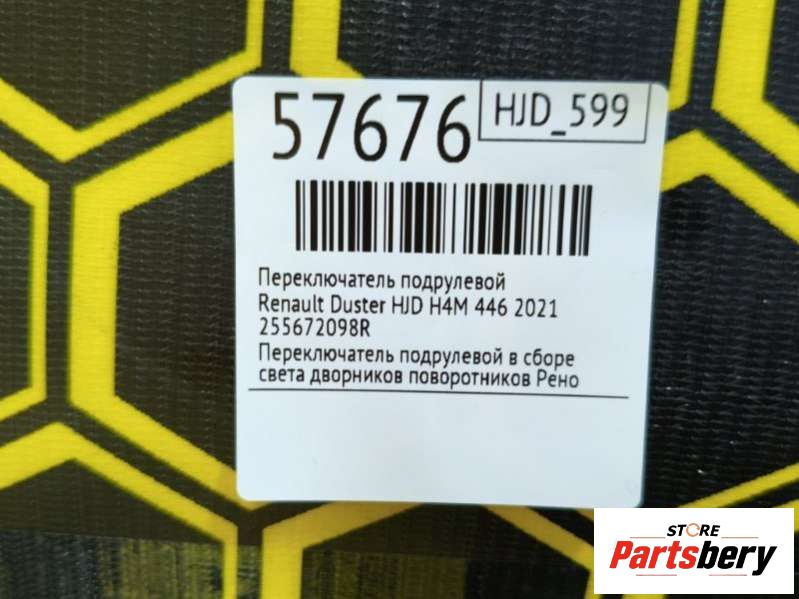 57676
HJD_599
Переключатель подрулевой
Renault Duster HJD H4M 446 2021
255672098R
Переключатель подрулевой в сборе
света дворников поворотников Рено
STORE
Partsbery